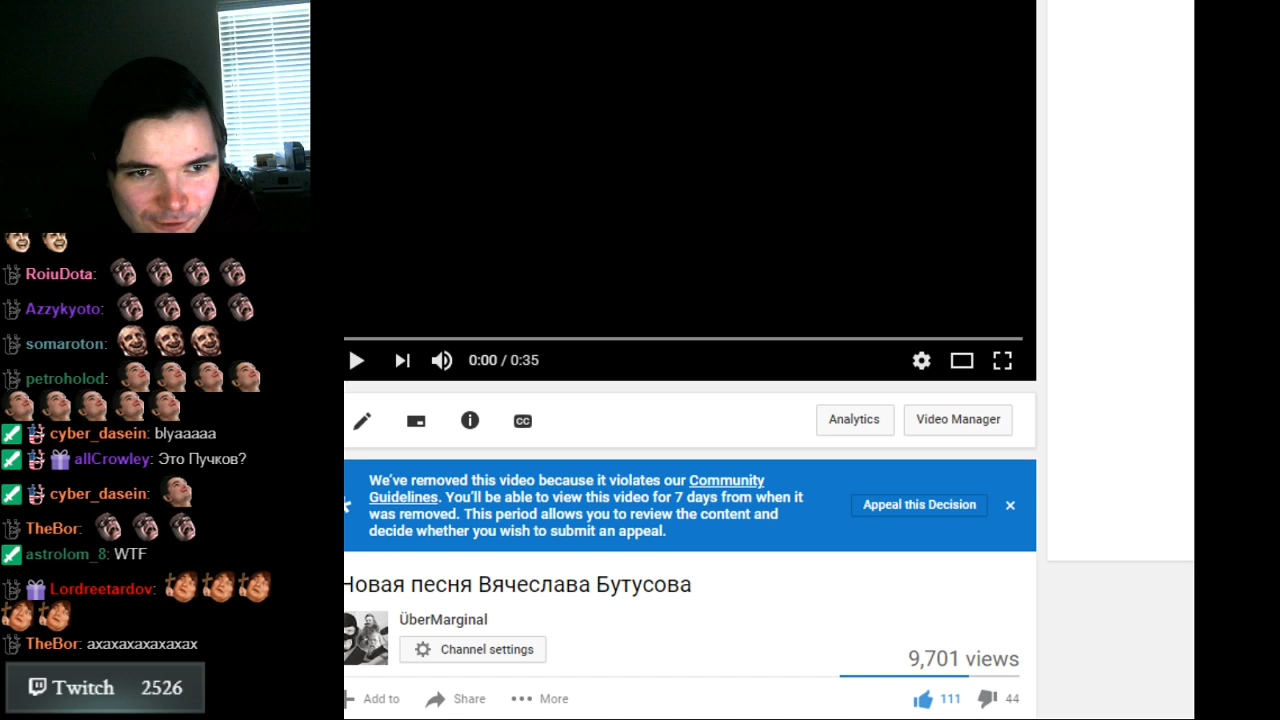 RoiuDota:
Azzykyoto:
somaroton:
petroholod:
cyber_dasein: blyaaaaa
allCrowley: Это Пучков?
cyber_dasein:
TheBor:
astrolom_8: WTF
Lordreetardov:
TheBor: ахахахахахахах
Twitch 2526
0:00 / 0:35
CC
Analytics
Video Manager
We've removed this video because it violates our Community
Guidelines. You'll be able to view this video for 7 days from when it
was removed. This period allows you to review the content and
decide whether you wish to submit an appeal.
Appeal this Decision
Новая песня Вячеслава Бутусова
ÜberMarginal
Channel settings
9,701 views
Add to
Share
More
111
44